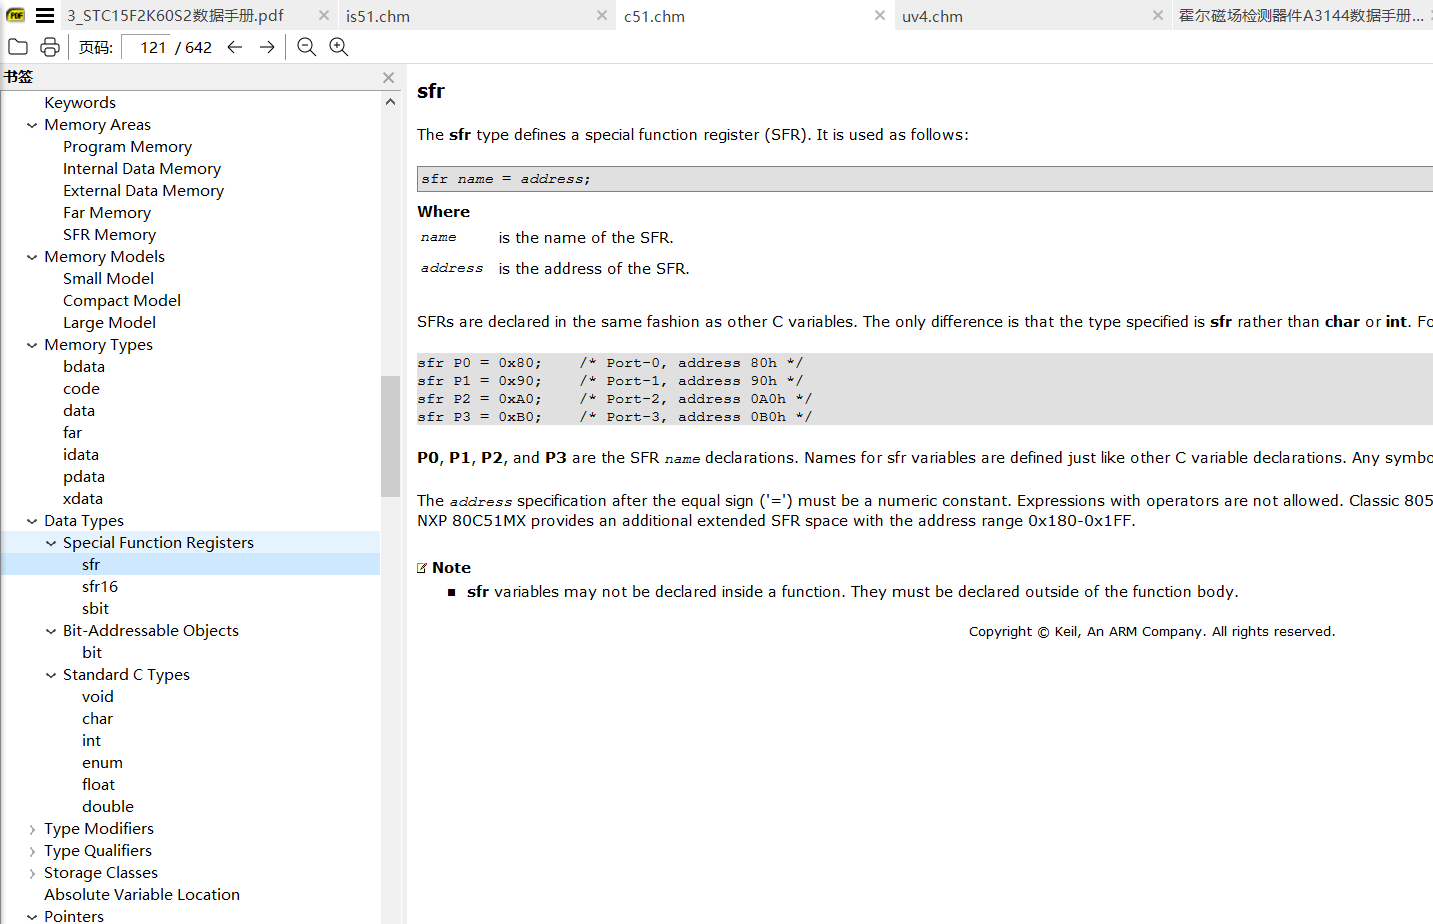 PDF
3_STC15F2K60S2数据手册.pdf
is51.chm
c51.chm
uv4.chm
霍尔磁场检测器件A3144数据手册...
页码: 121 / 642
书签
Keywords
Memory Areas
Program Memory
Internal Data Memory
External Data Memory
Far Memory
SFR Memory
Memory Models
Small Model
Compact Model
Large Model
Memory Types
bdata
code
data
far
idata
pdata
xdata
Data Types
Special Function Registers
sfr
sfr16
sbit
Bit-Addressable Objects
bit
Standard C Types
void
char
int
enum
float
double
Type Modifiers
Type Qualifiers
Storage Classes
Absolute Variable Location
Pointers
sfr
The sfr type defines a special function register (SFR). It is used as follows:
sfr name = address;
Where
name is the name of the SFR.
address is the address of the SFR.
SFRs are declared in the same fashion as other C variables. The only difference is that the type specified is sfr rather than char or int. Fo
sfr P0 = 0x80; /* Port-0, address 80h */
sfr P1 = 0x90; /* Port-1, address 90h */
sfr P2 = 0xA0; /* Port-2, address 0A0h */
sfr P3 = 0xB0; /* Port-3, address 0B0h */
P0, P1, P2, and P3 are the SFR name declarations. Names for sfr variables are defined just like other C variable declarations. Any symbo
The address specification after the equal sign ('=') must be a numeric constant. Expressions with operators are not allowed. Classic 805
NXP 80C51MX provides an additional extended SFR space with the address range 0x180-0x1FF.
Note
■ sfr variables may not be declared inside a function. They must be declared outside of the function body.
Copyright © Keil, An ARM Company. All rights reserved.